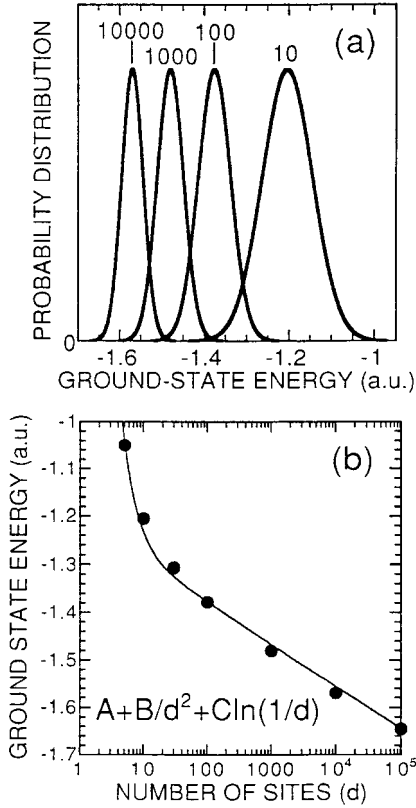 10000 100 10
1000
(a)
PROBABILITY DISTRIBUTION
0
-1.6 -1.4 -1.2 -1
GROUND-STATE ENERGY (a.u.)
(b)
GROUND STATE ENERGY (a.u.)
-1
-1.1
-1.2
-1.3
-1.4
-1.5
-1.6
-1.7
A+B/d²+Cln(1/d)
1 10 100 1000 10⁴ 10⁵
NUMBER OF SITES (d)